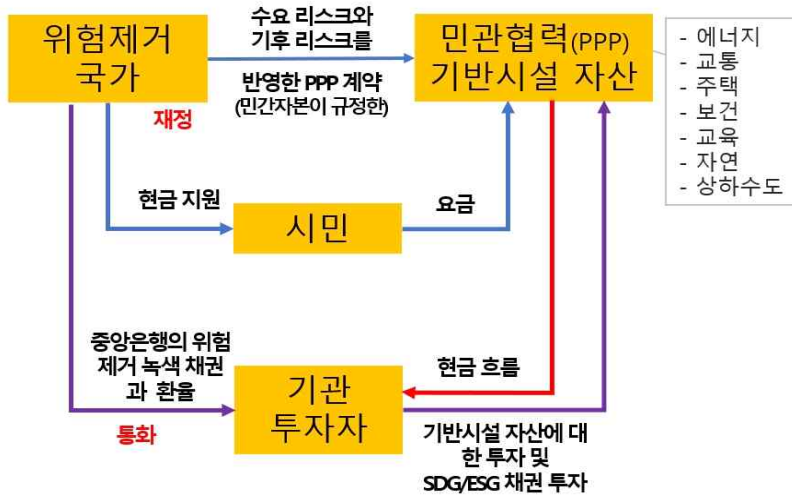 위험제거
국가
수요 리스크와
기후 리스크를
반영한 PPP 계약
(민간자본이 규정한)
민관협력(PPP)
기반시설 자산
- 에너지
- 교통
- 주택
- 보건
- 교육
- 자연
- 상하수도
재정
현금 지원
시민
요금
중앙은행의 위험
제거 녹색 채권
과 환율
통화
기관
투자자
현금 흐름
기반시설 자산에 대
한 투자 및
SDG/ESG 채권 투자